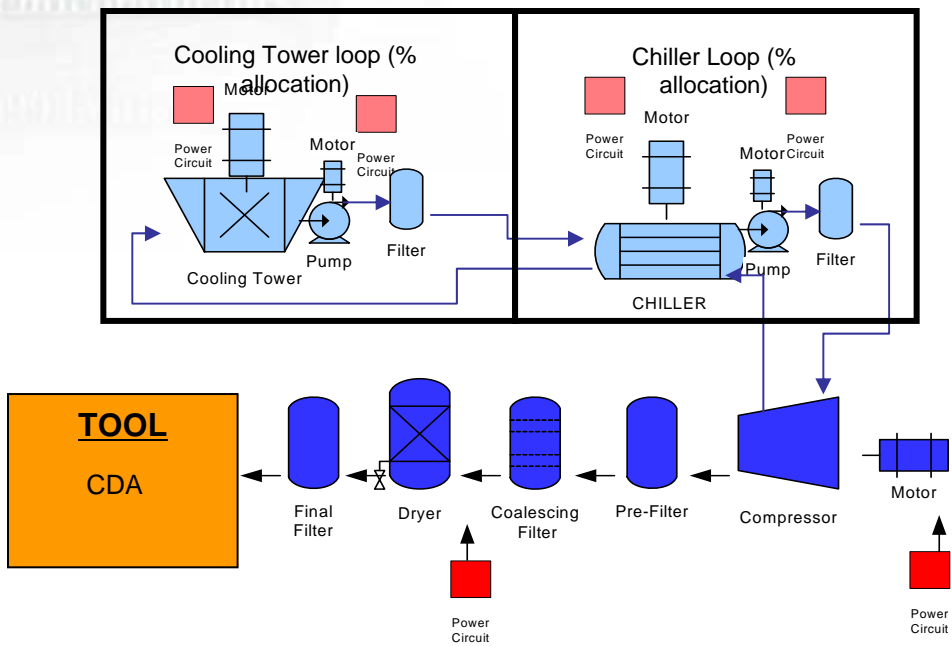 Cooling Tower loop (%
allocation)
Motor
Power
Circuit
Motor
Power
Circuit
Filter
Pump
Cooling Tower
Chiller Loop (%
allocation)
Power
Circuit
Motor
Motor
Power
Circuit
Filter
Pump
CHILLER
TOOL
CDA
Final
Filter
Dryer
Coalescing
Filter
Pre-Filter
Compressor
Motor
Power
Circuit
Power
Circuit